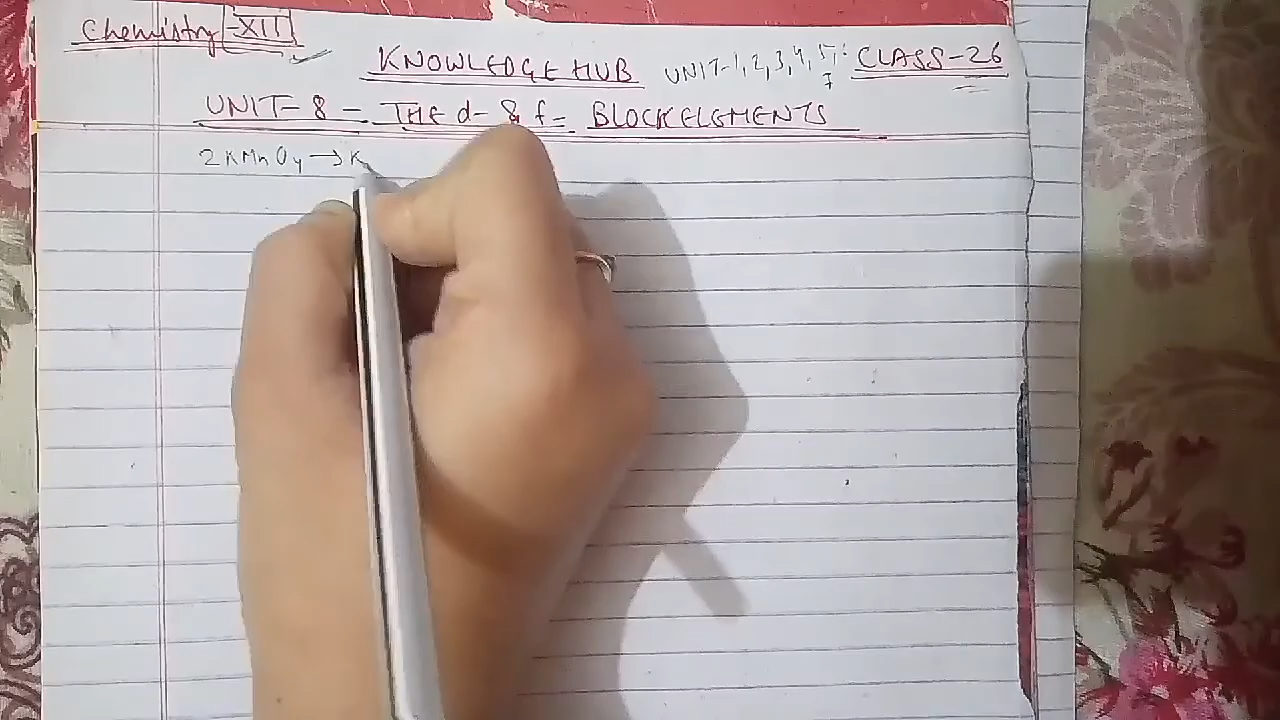 Chemistry-XII
KNOWLEDGE HUB UNIT-1,2,3,4,5, CLASS-26
7
UNIT-8 - THE d- & f- BLOCK ELEMENTS
2KMnO4 → K